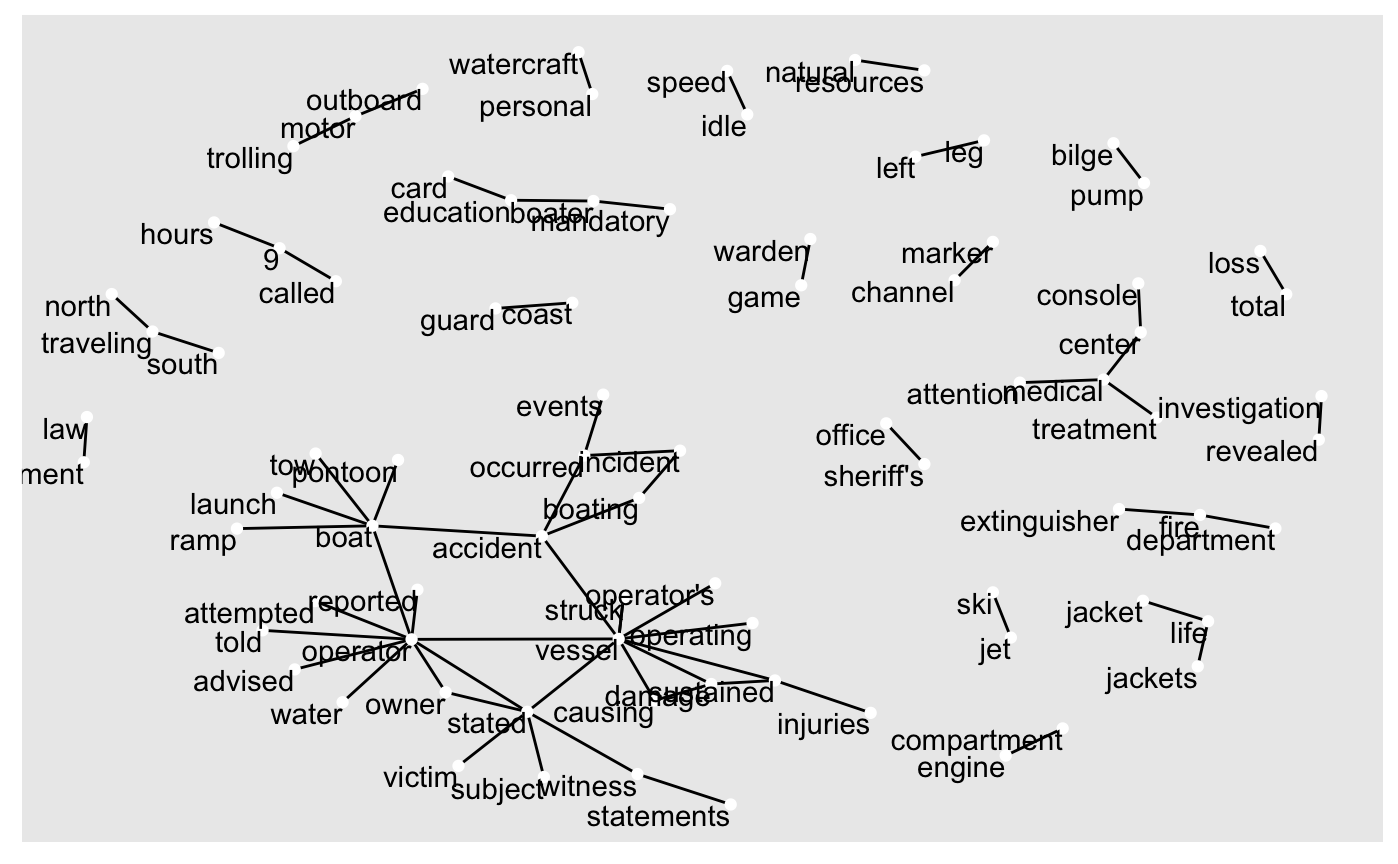 watercraft
personal
speed
idle
natural
resources
outboard
motor
trolling
left
leg
bilge
pump
card
education
boater
mandatory
hours
9
called
warden
game
marker
channel
loss
total
north
traveling
south
guard
coast
console
center
attention
medical
treatment
investigation
revealed
law
ment
events
occurred
incident
boating
accident
office
sheriff's
tow
pontoon
launch
ramp
boat
extinguisher
fire
department
attempted
reported
told
operator
advised
water
owner
stated
struck
operator's
operating
vessel
damage
sustained
causing
injuries
ski
jet
jacket
life
jackets
compartment
engine
victim
subject
witness
statements